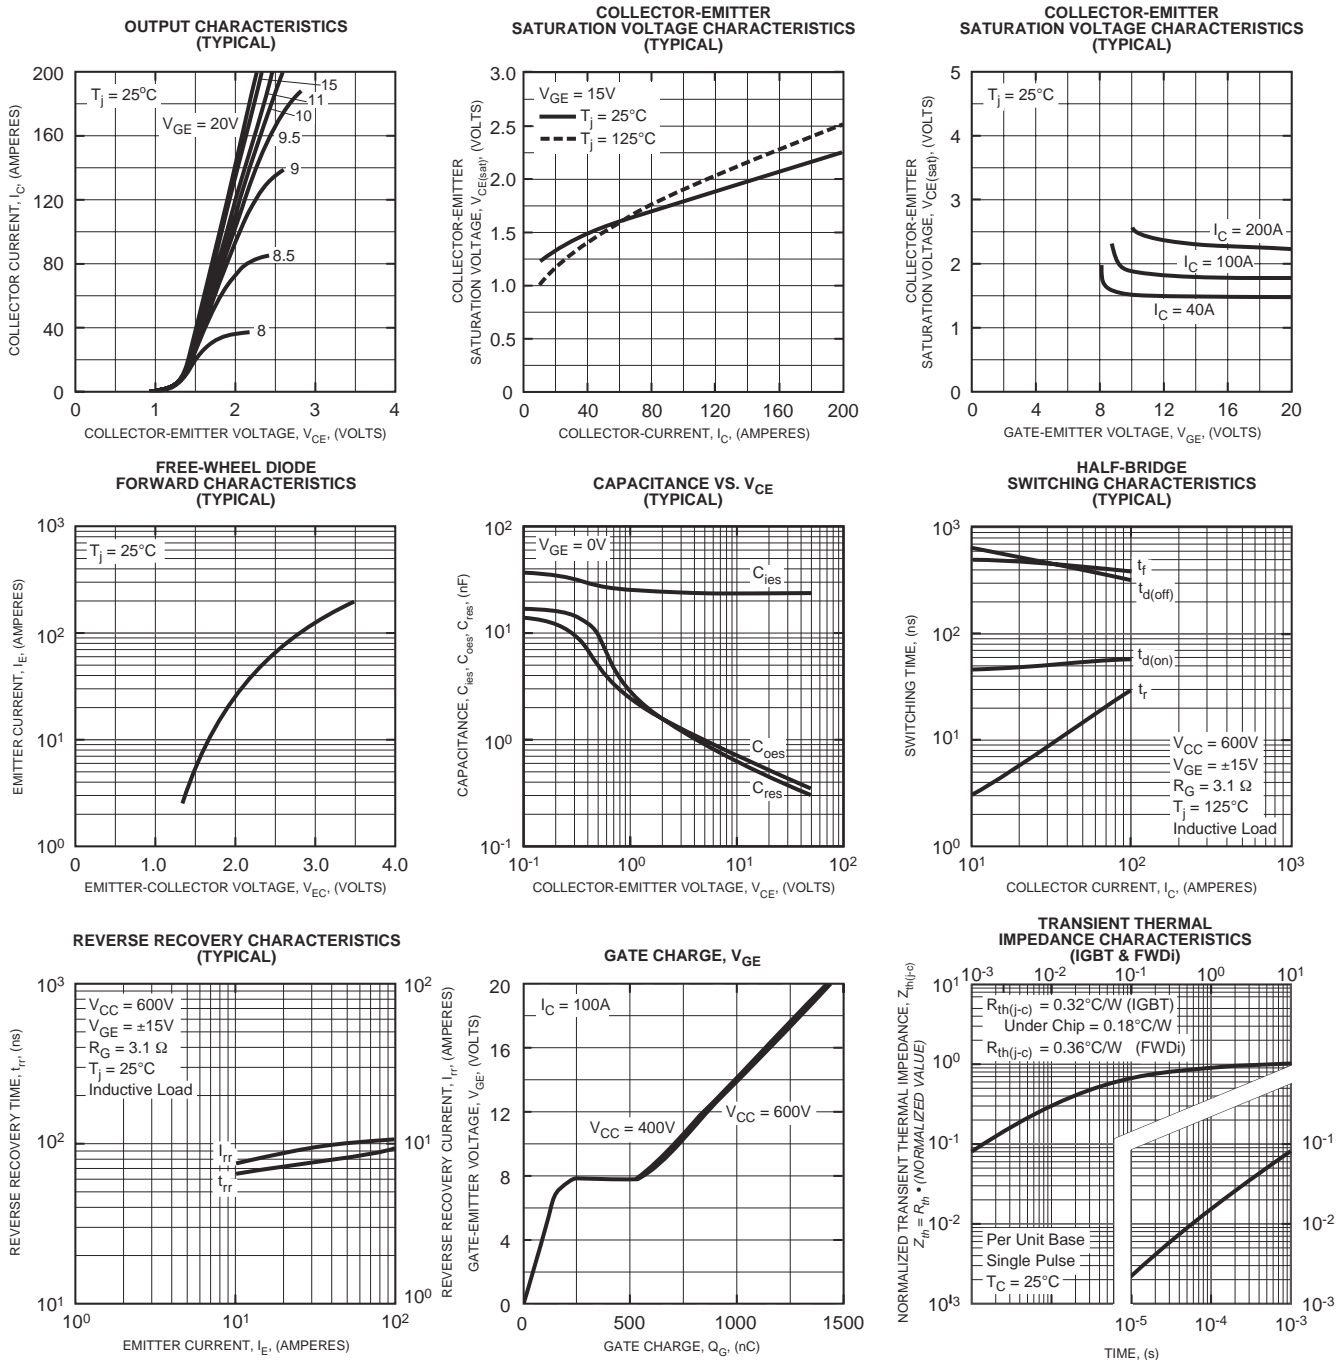 OUTPUT CHARACTERISTICS
(TYPICAL)
200
160
120
80
40
0
0
1
2
3
4
Tj = 25°C
VGE = 20V
15
11
10
9.5
9
8.5
8
COLLECTOR CURRENT, IC, (AMPERES)
COLLECTOR-EMITTER VOLTAGE, VCE, (VOLTS)
COLLECTOR-EMITTER
SATURATION VOLTAGE CHARACTERISTICS
(TYPICAL)
3.0
2.5
2.0
1.5
1.0
0.5
0
0
40
80
120
160
200
VGE = 15V
Tj = 25°C
Tj = 125°C
COLLECTOR-EMITTER
SATURATION VOLTAGE, VCE(sat), (VOLTS)
COLLECTOR-CURRENT, IC, (AMPERES)
COLLECTOR-EMITTER
SATURATION VOLTAGE CHARACTERISTICS
(TYPICAL)
5
4
3
2
1
0
0
4
8
12
16
20
Tj = 25°C
IC = 200A
IC = 100A
IC = 40A
COLLECTOR-EMITTER
SATURATION VOLTAGE, VCE(sat), (VOLTS)
GATE-EMITTER VOLTAGE, VGE, (VOLTS)
FREE-WHEEL DIODE
FORWARD CHARACTERISTICS
(TYPICAL)
10³
10²
10¹
10⁰
0
1.0
2.0
3.0
4.0
Tj = 25°C
EMITTER CURRENT, IE, (AMPERES)
EMITTER-COLLECTOR VOLTAGE, VEC, (VOLTS)
CAPACITANCE VS. VCE
(TYPICAL)
10²
10¹
10⁰
10⁻¹
10⁻¹
10⁰
10¹
10²
VGE = 0V
Cies
Coes
Cres
CAPACITANCE, Cies, Coes, Cres, (nF)
COLLECTOR-EMITTER VOLTAGE, VCE, (VOLTS)
HALF-BRIDGE
SWITCHING CHARACTERISTICS
(TYPICAL)
10³
10²
10¹
10⁰
10¹
10²
10³
tf
td(off)
td(on)
tr
VCC = 600V
VGE = ±15V
RG = 3.1 Ω
Tj = 125°C
Inductive Load
SWITCHING TIME, (ns)
COLLECTOR CURRENT, IC, (AMPERES)
REVERSE RECOVERY CHARACTERISTICS
(TYPICAL)
10³
10²
10¹
10²
10¹
10⁰
10⁰
10¹
10²
VCC = 600V
VGE = ±15V
RG = 3.1 Ω
Tj = 25°C
Inductive Load
Irr
trr
REVERSE RECOVERY TIME, trr, (ns)
REVERSE RECOVERY CURRENT, Irr, (AMPERES)
EMITTER CURRENT, IE, (AMPERES)
GATE CHARGE, VGE
20
16
12
8
4
0
0
500
1000
1500
IC = 100A
VCC = 400V
VCC = 600V
GATE-EMITTER VOLTAGE, VGE, (VOLTS)
GATE CHARGE, QG, (nC)
TRANSIENT THERMAL
IMPEDANCE CHARACTERISTICS
(IGBT & FWDi)
10⁻³
10⁻²
10⁻¹
10⁰
10¹
10¹
10⁰
10⁻¹
10⁻²
10⁻³
10⁻¹
10⁻²
10⁻³
10⁻⁵
10⁻⁴
10⁻³
Rth(j-c) = 0.32°C/W (IGBT)
Under Chip = 0.18°C/W
Rth(j-c) = 0.36°C/W (FWDi)
Per Unit Base
Single Pulse
TC = 25°C
NORMALIZED TRANSIENT THERMAL IMPEDANCE, Zth(j-c)
Zth = Rth • (NORMALIZED VALUE)
TIME, (s)